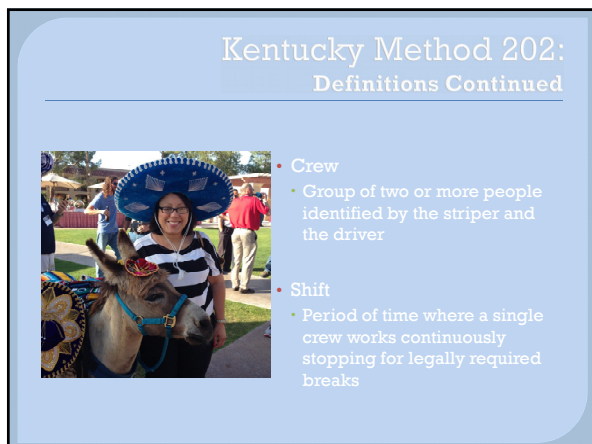 Kentucky Method 202:
Definitions Continued
• Crew
• Group of two or more people
identified by the striper and
the driver
• Shift
• Period of time where a single
crew works continuously
stopping for legally required
breaks